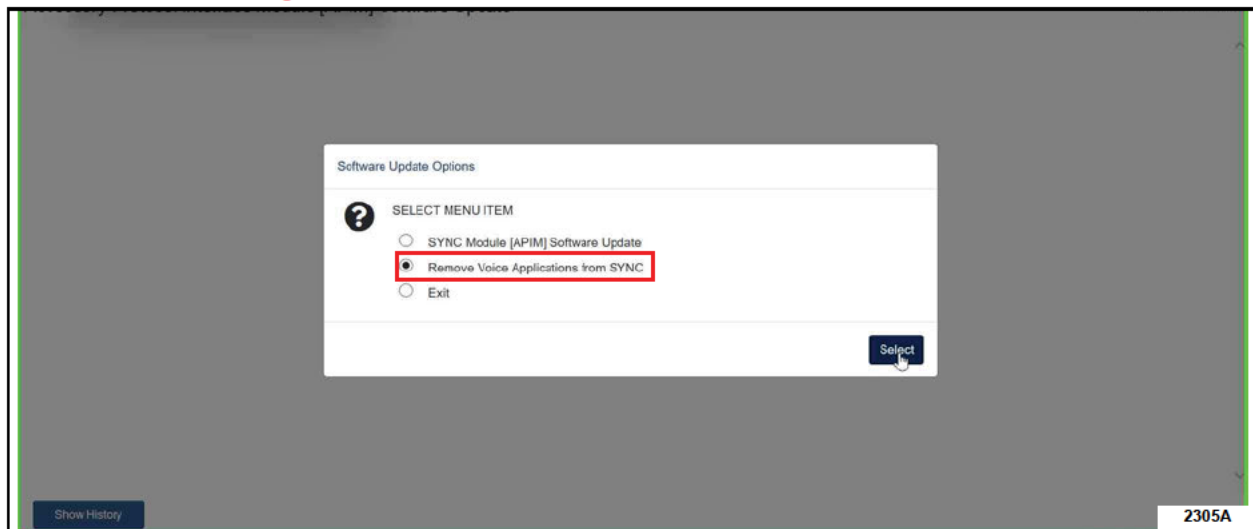 Software Update Options
SELECT MENU ITEM
SYNC Module [APIM] Software Update
Remove Voice Applications from SYNC
Exit
Select
Show History
2305A